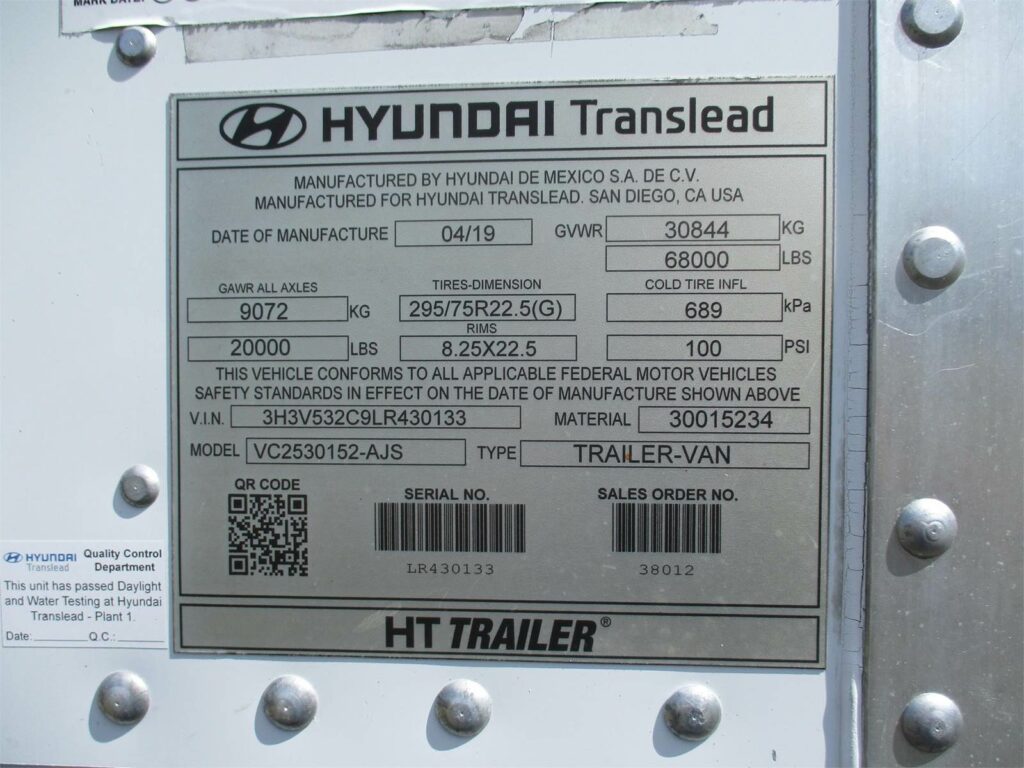 MARK DATE:
HYUNDAI Translead
MANUFACTURED BY HYUNDAI DE MEXICO S.A. DE C.V.
MANUFACTURED FOR HYUNDAI TRANSLEAD. SAN DIEGO, CA USA
DATE OF MANUFACTURE 04/19 GVWR 30844 KG
68000 LBS
GAWR ALL AXLES TIRES-DIMENSION COLD TIRE INFL
9072 KG 295/75R22.5(G) 689 kPa
RIMS
20000 LBS 8.25X22.5 100 PSI
THIS VEHICLE CONFORMS TO ALL APPLICABLE FEDERAL MOTOR VEHICLES
SAFETY STANDARDS IN EFFECT ON THE DATE OF MANUFACTURE SHOWN ABOVE
V.I.N. 3H3V532C9LR430133 MATERIAL 30015234
MODEL VC2530152-AJS TYPE TRAILER-VAN
QR CODE SERIAL NO. SALES ORDER NO.
LR430133 38012
HT TRAILER®
HYUNDAI Translead Quality Control
Department
This unit has passed Daylight
and Water Testing at Hyundai
Translead - Plant 1.
Date:________ Q.C.:________